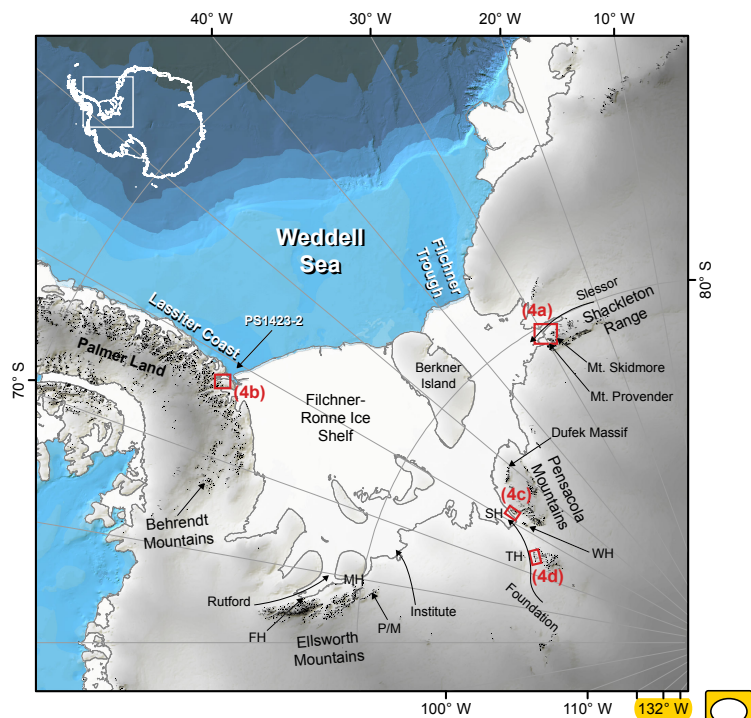 40° W
30° W
20° W
10° W
Weddell
Sea
Filchner
Trough
Slessor
80° S
(4a)
Shackleton
Range
Lassiter Coast
PS1423-2
Palmer Land
Mt. Skidmore
Berkner
Island
Mt. Provender
70° S
(4b)
Filchner-
Ronne Ice
Shelf
Dufek Massif
Pensacola
Mountains
(4c)
SH
Behrendt
Mountains
WH
TH
(4d)
MH
Rutford
Foundation
Institute
P/M
FH
Ellsworth
Mountains
100° W
110° W
132° W